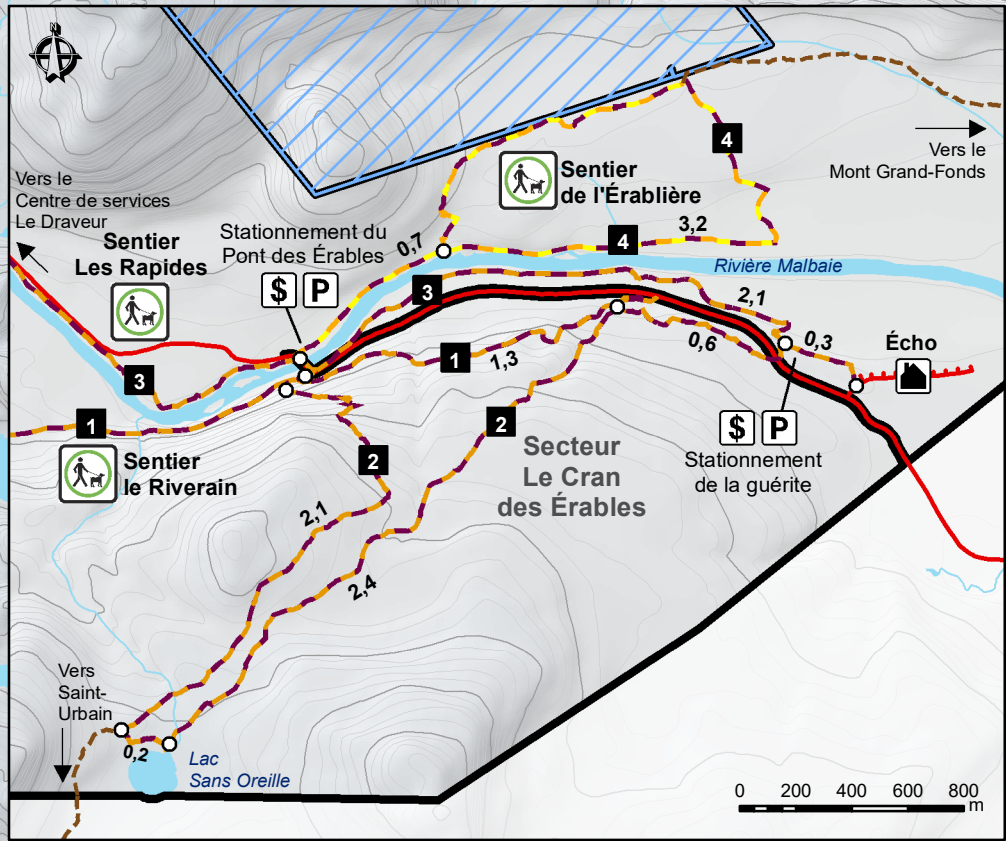 N
4
Vers le
Mont Grand-Fonds
Sentier
de l'Érablière
Vers le
Centre de services
Le Draveur
Sentier
Les Rapides
Stationnement du
Pont des Érables
$ P
0,7
4
3,2
Rivière Malbaie
3
2,1
0,3
Écho
1
1,3
0,6
3
$ P
Stationnement
de la guérite
1
Sentier
le Riverain
2
2
Secteur
Le Cran
des Érables
2,1
2,4
Vers
Saint-
Urbain
0,2
Lac
Sans Oreille
0 200 400 600 800
m